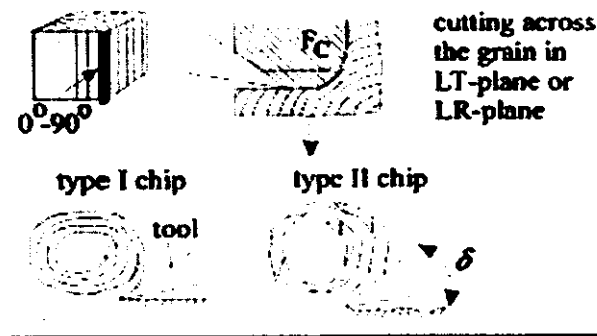 F_C
cutting across
the grain in
LT-plane or
LR-plane
0°-90°
type I chip
type II chip
tool
δ